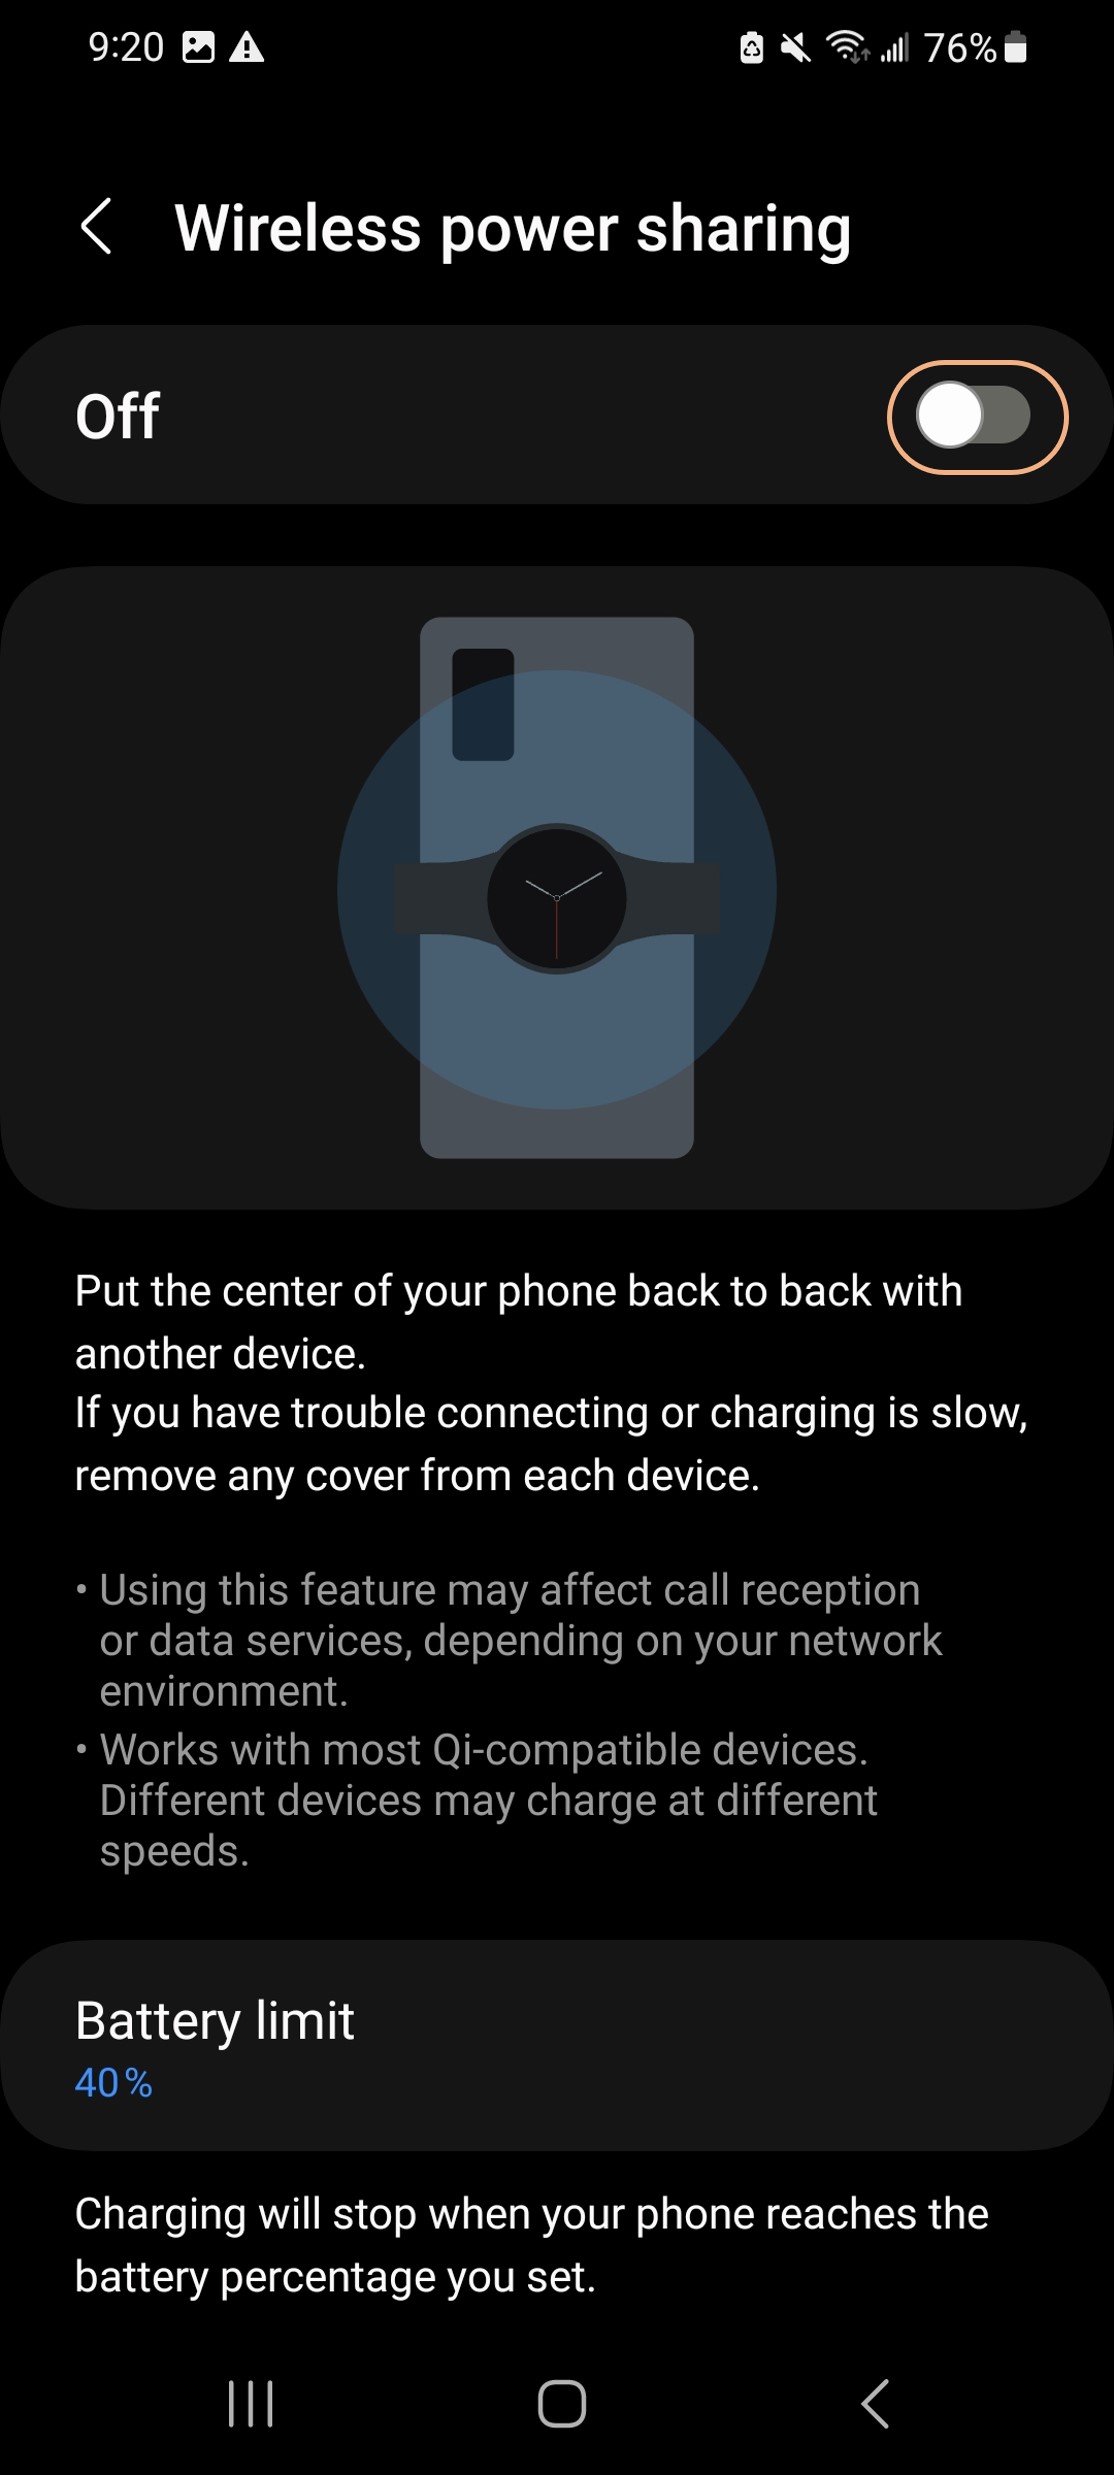 9:20 76%
Wireless power sharing
Off
Put the center of your phone back to back with
another device.
If you have trouble connecting or charging is slow,
remove any cover from each device.
• Using this feature may affect call reception
or data services, depending on your network
environment.
• Works with most Qi-compatible devices.
Different devices may charge at different
speeds.
Battery limit
40%
Charging will stop when your phone reaches the
battery percentage you set.